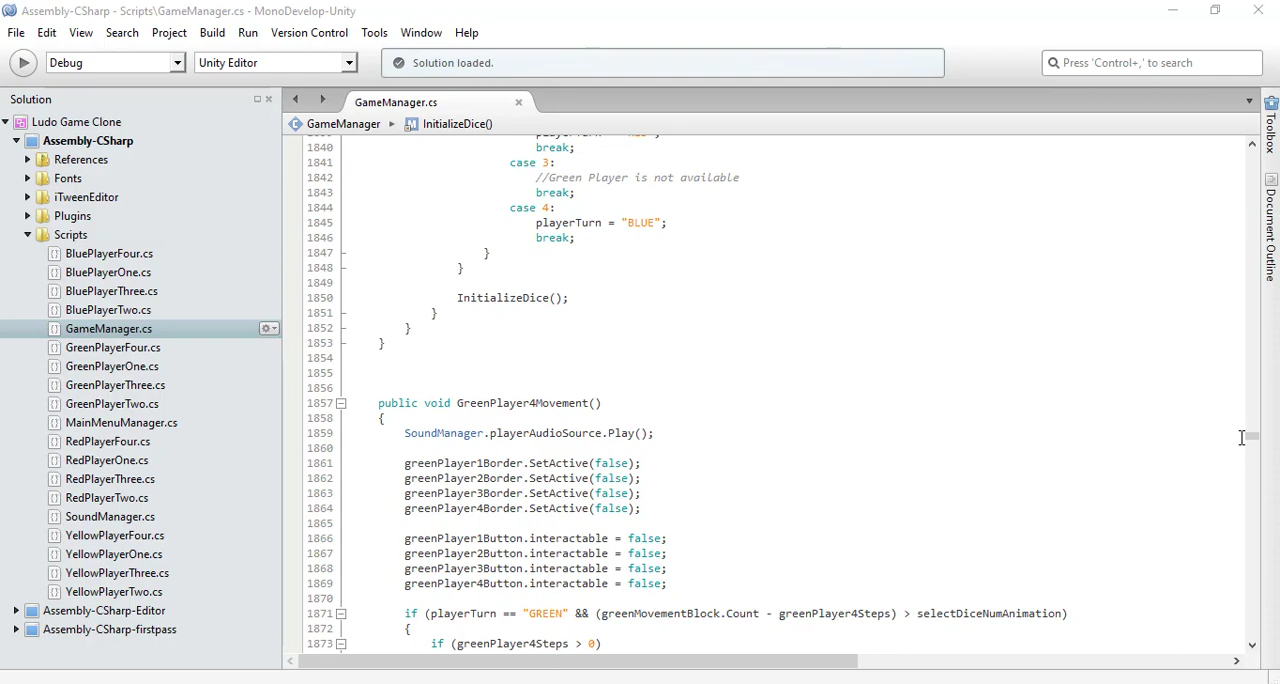 Assembly-CSharp - Scripts\GameManager.cs - MonoDevelop-Unity
File Edit View Search Project Build Run Version Control Tools Window Help
Debug Unity Editor Solution loaded. Press 'Control+,' to search
Solution
Ludo Game Clone
Assembly-CSharp
References
Fonts
iTweenEditor
Plugins
Scripts
BluePlayerFour.cs
BluePlayerOne.cs
BluePlayerThree.cs
BluePlayerTwo.cs
GameManager.cs
GreenPlayerFour.cs
GreenPlayerOne.cs
GreenPlayerThree.cs
GreenPlayerTwo.cs
MainMenuManager.cs
RedPlayerFour.cs
RedPlayerOne.cs
RedPlayerThree.cs
RedPlayerTwo.cs
SoundManager.cs
YellowPlayerFour.cs
YellowPlayerOne.cs
YellowPlayerThree.cs
YellowPlayerTwo.cs
Assembly-CSharp-Editor
Assembly-CSharp-firstpass
GameManager.cs
GameManager InitializeDice()
1840 break;
1841 case 3:
1842 //Green Player is not available
1843 break;
1844 case 4:
1845 playerTurn = "BLUE";
1846 break;
1847 }
1848 }
1849
1850 InitializeDice();
1851 }
1852 }
1853 }
1854
1855
1856
1857 public void GreenPlayer4Movement()
1858 {
1859 SoundManager.playerAudioSource.Play();
1860
1861 greenPlayer1Border.SetActive(false);
1862 greenPlayer2Border.SetActive(false);
1863 greenPlayer3Border.SetActive(false);
1864 greenPlayer4Border.SetActive(false);
1865
1866 greenPlayer1Button.interactable = false;
1867 greenPlayer2Button.interactable = false;
1868 greenPlayer3Button.interactable = false;
1869 greenPlayer4Button.interactable = false;
1870
1871 if (playerTurn == "GREEN" && (greenMovementBlock.Count - greenPlayer4Steps) > selectDiceNumAnimation)
1872 {
1873 if (greenPlayer4Steps > 0)
Toolbox
Document Outline